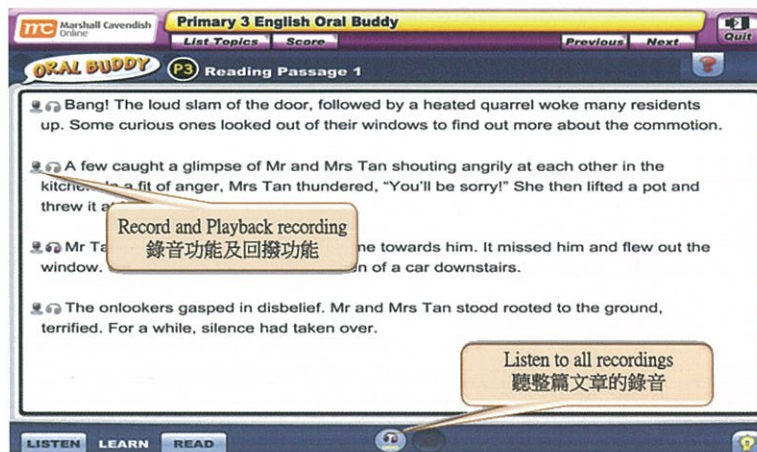 mc Marshall Cavendish Online
Primary 3 English Oral Buddy
List Topics Score Previous Next Quit
ORAL BUDDY P3 Reading Passage 1
Bang! The loud slam of the door, followed by a heated quarrel woke many residents
up. Some curious ones looked out of their windows to find out more about the commotion.
A few caught a glimpse of Mr and Mrs Tan shouting angrily at each other in the
a fit of anger, Mrs Tan thundered, "You'll be sorry!" She then lifted a pot and
threw it
Record and Playback recording
錄音功能及回撥功能
Mr me towards him. It missed him and flew out the
window. of a car downstairs.
The onlookers gasped in disbelief. Mr and Mrs Tan stood rooted to the ground,
terrified. For a while, silence had taken over.
Listen to all recordings
聽整篇文章的錄音
LISTEN LEARN READ